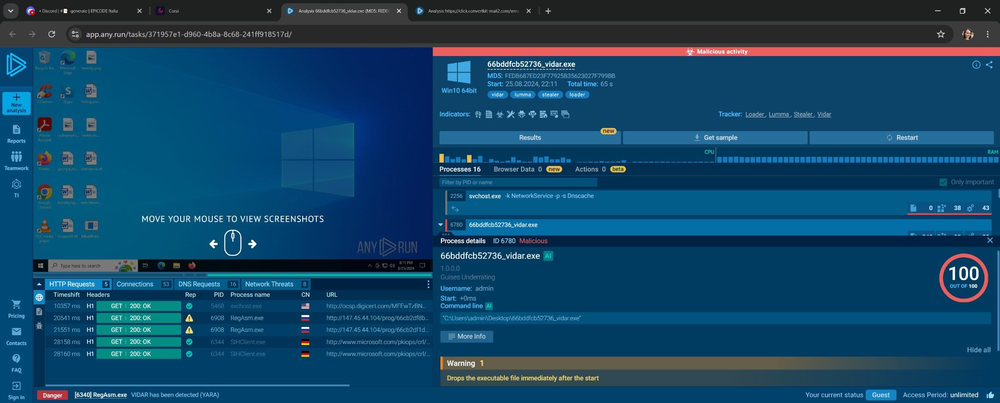 • Discord | #📝-generale | EPICODE Italia
Corsi
Analysis 66bddfcb52736_vidar.exe (MD5: FEDB6
Analysis https://click.convertkit-mail2.com/wvu
app.any.run/tasks/371957e1-d960-4b8a-8c68-241ff918517d/
New analysis
Reports
Teamwork
TI
Pricing
Contacts
FAQ
Sign in
Recycle Bin
Microsoft Edge
weekly.png
CCleaner
Skype
Adobe Acrobat
Firefox
Google Chrome
VLC media player
hugemilf.rtf
66bddfcb5...
MOVE YOUR MOUSE TO VIEW SCREENSHOTS
ANY RUN
Type here to search
8:11 PM
8/25/2024
Malicious activity
Win10 64bit
66bddfcb52736_vidar.exe
MD5: FEDB687ED23F77925B35623027F799BB
Start: 25.08.2024, 22:11 Total time: 65 s
vidar lumma stealer loader
Indicators:
Tracker: Loader, Lumma, Stealer, Vidar
Results new
Get sample
Restart
CPU
RAM
Processes 16 Browser Data 0 new Actions 0 beta
Filter by PID or name
Only important
2256 svchost.exe -k NetworkService -p -s Dnscache
0 38 43
6780 66bddfcb52736_vidar.exe
Process details ID 6780 Malicious
66bddfcb52736_vidar.exe AI
1.0.0.0
Guises Underrating
Username: admin
Start: +0ms
Command line AI
"C:\Users\admin\Desktop\66bddfcb52736_vidar.exe"
More Info
100
OUT OF 100
Hide all
Warning 1
Drops the executable file immediately after the start
HTTP Requests 5 Connections 53 DNS Requests 16 Network Threats 8
Timeshift Headers Rep PID Process name CN URL
10357 ms H1 GET | 200: OK 5468 svchost.exe http://ocsp.digicert.com/MFEwTzBN...
20541 ms H1 GET | 200: OK 6908 RegAsm.exe http://147.45.44.104/prog/66cb2df8b...
21551 ms H1 GET | 200: OK 6908 RegAsm.exe http://147.45.44.104/prog/66cb2df1d...
28158 ms H1 GET | 200: OK 6344 SIHClient.exe http://www.microsoft.com/pkiops/crl/...
28160 ms H1 GET | 200: OK 6344 SIHClient.exe http://www.microsoft.com/pkiops/crl/...
Danger [6340] RegAsm.exe VIDAR has been detected (YARA)
Your current status Guest Access Period: unlimited